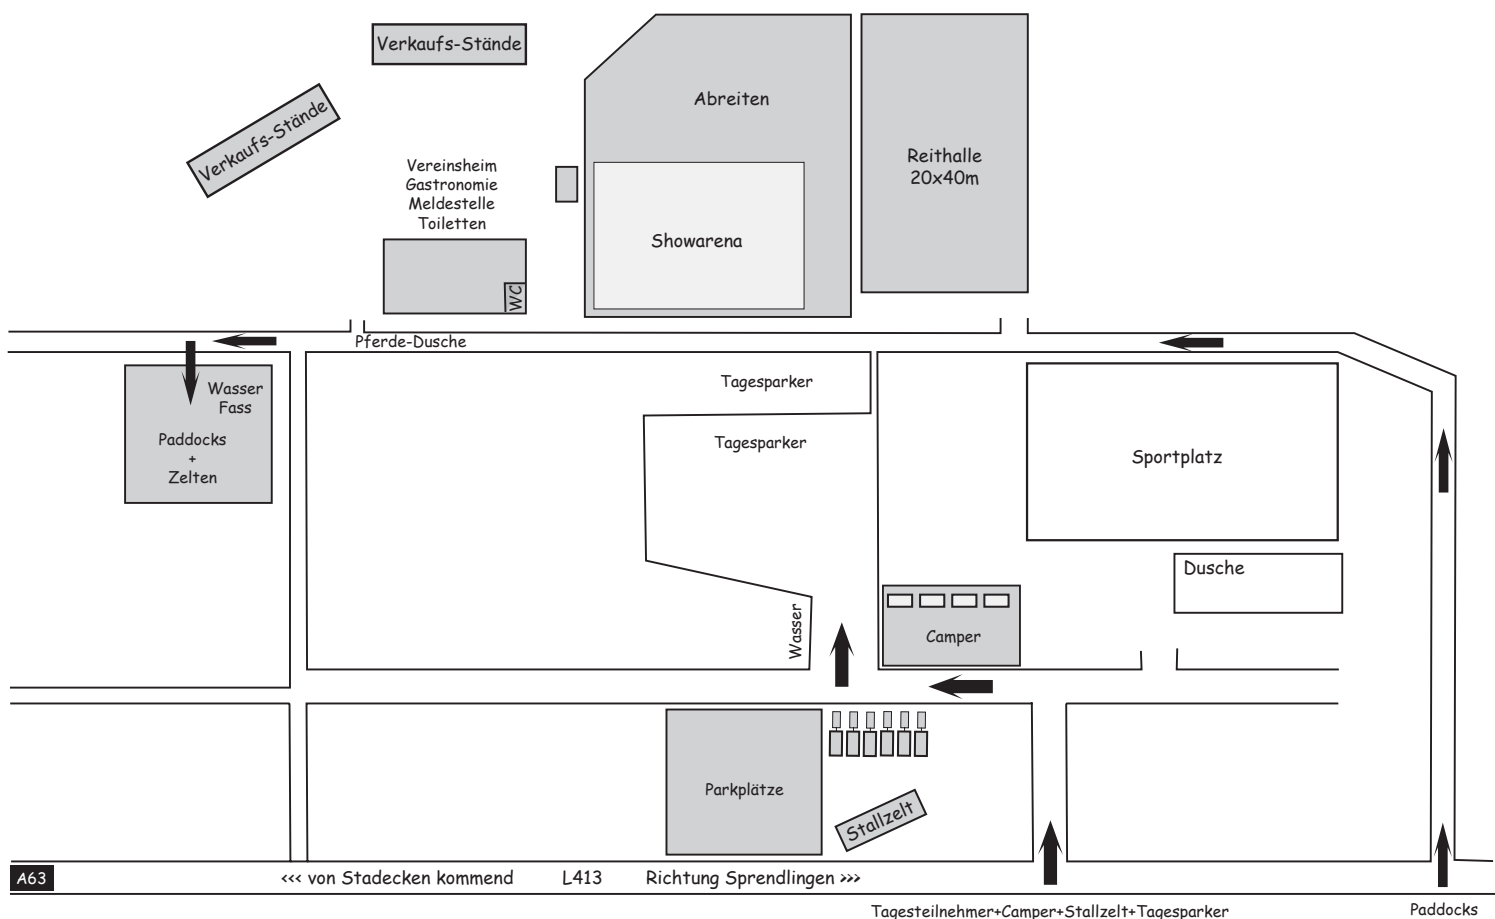 Verkaufs-Stände
Verkaufs-Stände
Abreiten
Reithalle
20x40m
Vereinsheim
Gastronomie
Meldestelle
Toiletten
Showarena
WC
Pferde-Dusche
Wasser
Fass
Paddocks
+
Zelten
Tagesparker
Tagesparker
Sportplatz
Dusche
Wasser
Camper
Parkplätze
Stallzelt
A63
<<< von Stadecken kommend
L413
Richtung Sprendlingen >>>
Tagesteilnehmer+Camper+Stallzelt+Tagesparker
Paddocks